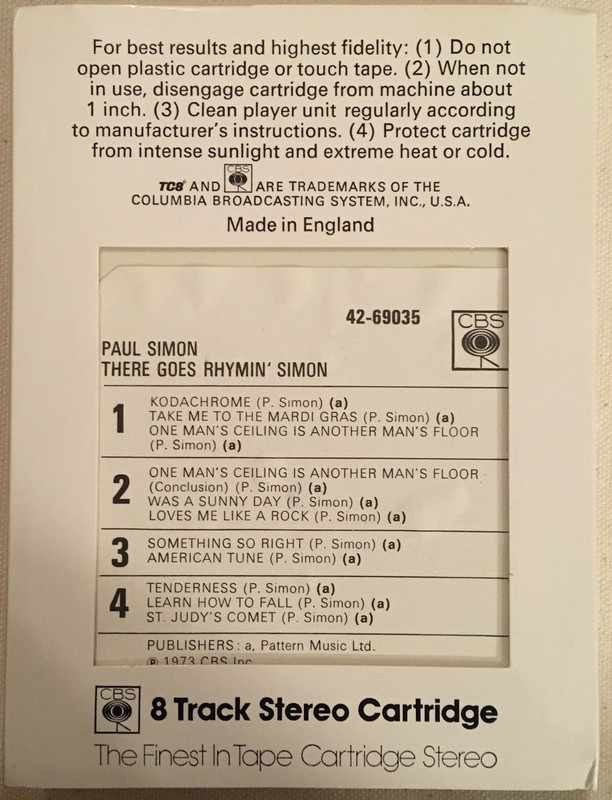 For best results and highest fidelity: (1) Do not
open plastic cartridge or touch tape. (2) When not
in use, disengage cartridge from machine about
1 inch. (3) Clean player unit regularly according
to manufacturer's instructions. (4) Protect cartridge
from intense sunlight and extreme heat or cold.
TC8® AND CBS ARE TRADEMARKS OF THE
COLUMBIA BROADCASTING SYSTEM, INC., U.S.A.
Made in England
42-69035
CBS
PAUL SIMON
THERE GOES RHYMIN' SIMON
1
KODACHROME (P. Simon) (a)
TAKE ME TO THE MARDI GRAS (P. Simon) (a)
ONE MAN'S CEILING IS ANOTHER MAN'S FLOOR
(P. Simon) (a)
2
ONE MAN'S CEILING IS ANOTHER MAN'S FLOOR -
(Conclusion) (P. Simon) (a)
WAS A SUNNY DAY (P. Simon) (a)
LOVES ME LIKE A ROCK (P. Simon) (a)
3
SOMETHING SO RIGHT (P. Simon) (a)
AMERICAN TUNE (P. Simon) (a)
4
TENDERNESS (P. Simon) (a)
LEARN HOW TO FALL (P. Simon) (a)
ST. JUDY'S COMET (P. Simon) (a)
PUBLISHERS: a, Pattern Music Ltd.
℗ 1973 CBS Inc
CBS 8 Track Stereo Cartridge
The Finest In Tape Cartridge Stereo